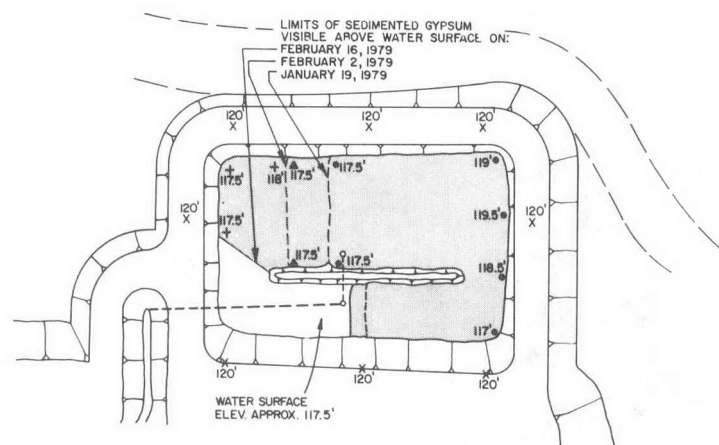 LIMITS OF SEDIMENTED GYPSUM
VISIBLE ABOVE WATER SURFACE ON:
FEBRUARY 16, 1979
FEBRUARY 2, 1979
JANUARY 19, 1979
120'
120'
120'
117.5'
118'
117.5'
117.5'
119'
120'
117.5'
119.5'
120'
117.5'
117.5'
118.5'
117'
120'
120'
120'
WATER SURFACE
ELEV. APPROX. 117.5'